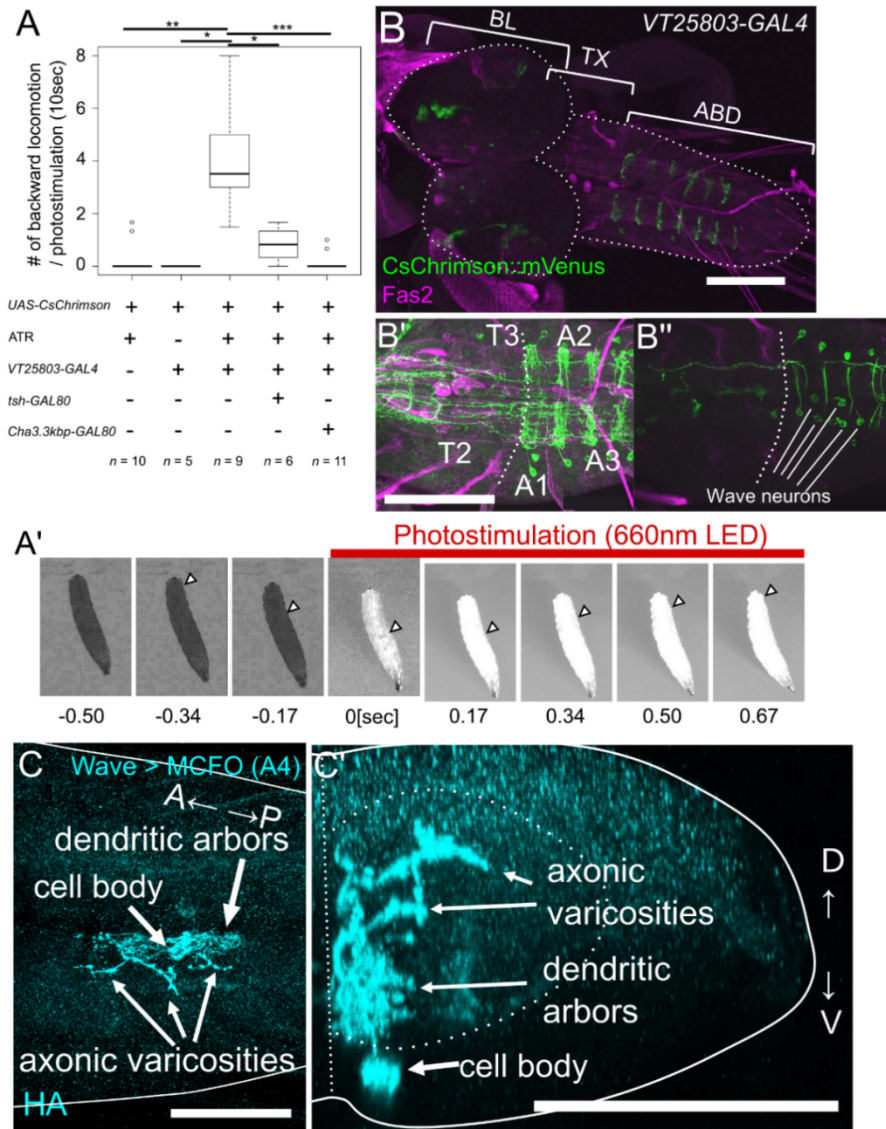 A
** * * ***
# of backward locomotion
/ photostimulation (10sec)
8
6
4
2
0
UAS-CsChrimson + + + + +
ATR + - + + +
VT25803-GAL4 - + + + +
tsh-GAL80 - - - + -
Cha3.3kbp-GAL80 - - - - +
n = 10 n = 5 n = 9 n = 6 n = 11
B
BL
VT25803-GAL4
TX
ABD
CsChrimson::mVenus
Fas2
B'
T3
A2
T2
A1
A3
B"
Wave neurons
A'
Photostimulation (660nm LED)
-0.50 -0.34 -0.17 0[sec] 0.17 0.34 0.50 0.67
C
Wave > MCFO (A4)
A ← → P
dendritic arbors
cell body
axonic varicosities
HA
C'
axonic
varicosities
dendritic
arbors
cell body
D
↑
↓
V